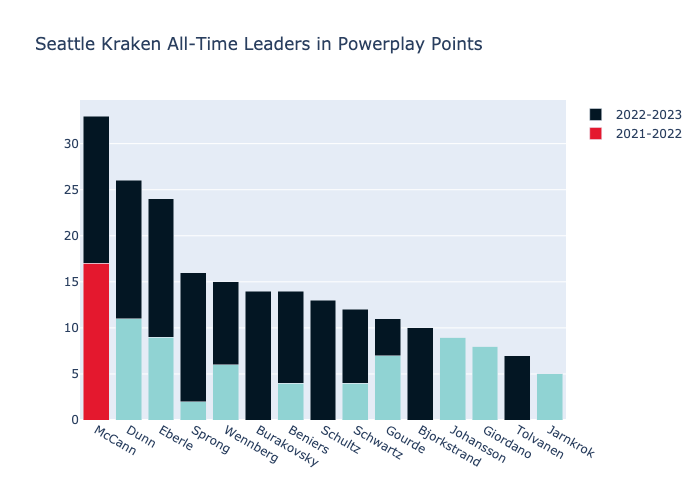 Seattle Kraken All-Time Leaders in Powerplay Points
2022-2023
2021-2022
30
25
20
15
10
5
0
McCann
Dunn
Eberle
Sprong
Wennberg
Burakovsky
Beniers
Schultz
Schwartz
Gourde
Bjorkstrand
Johansson
Giordano
Tolvanen
Jarnkrok